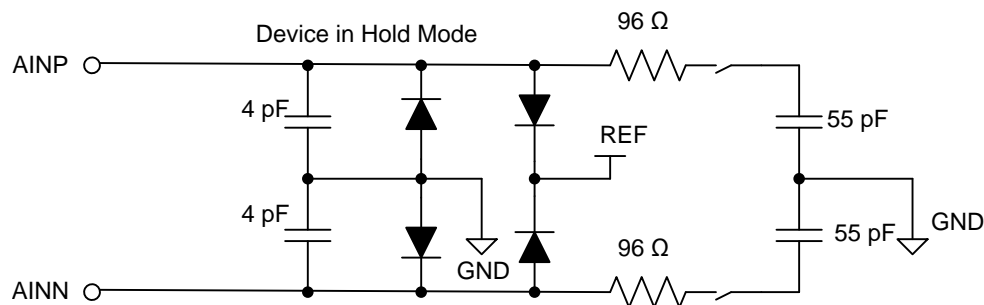 96 Ω
Device in Hold Mode
AINP
4 pF
55 pF
REF
4 pF
55 pF
GND
GND
96 Ω
AINN